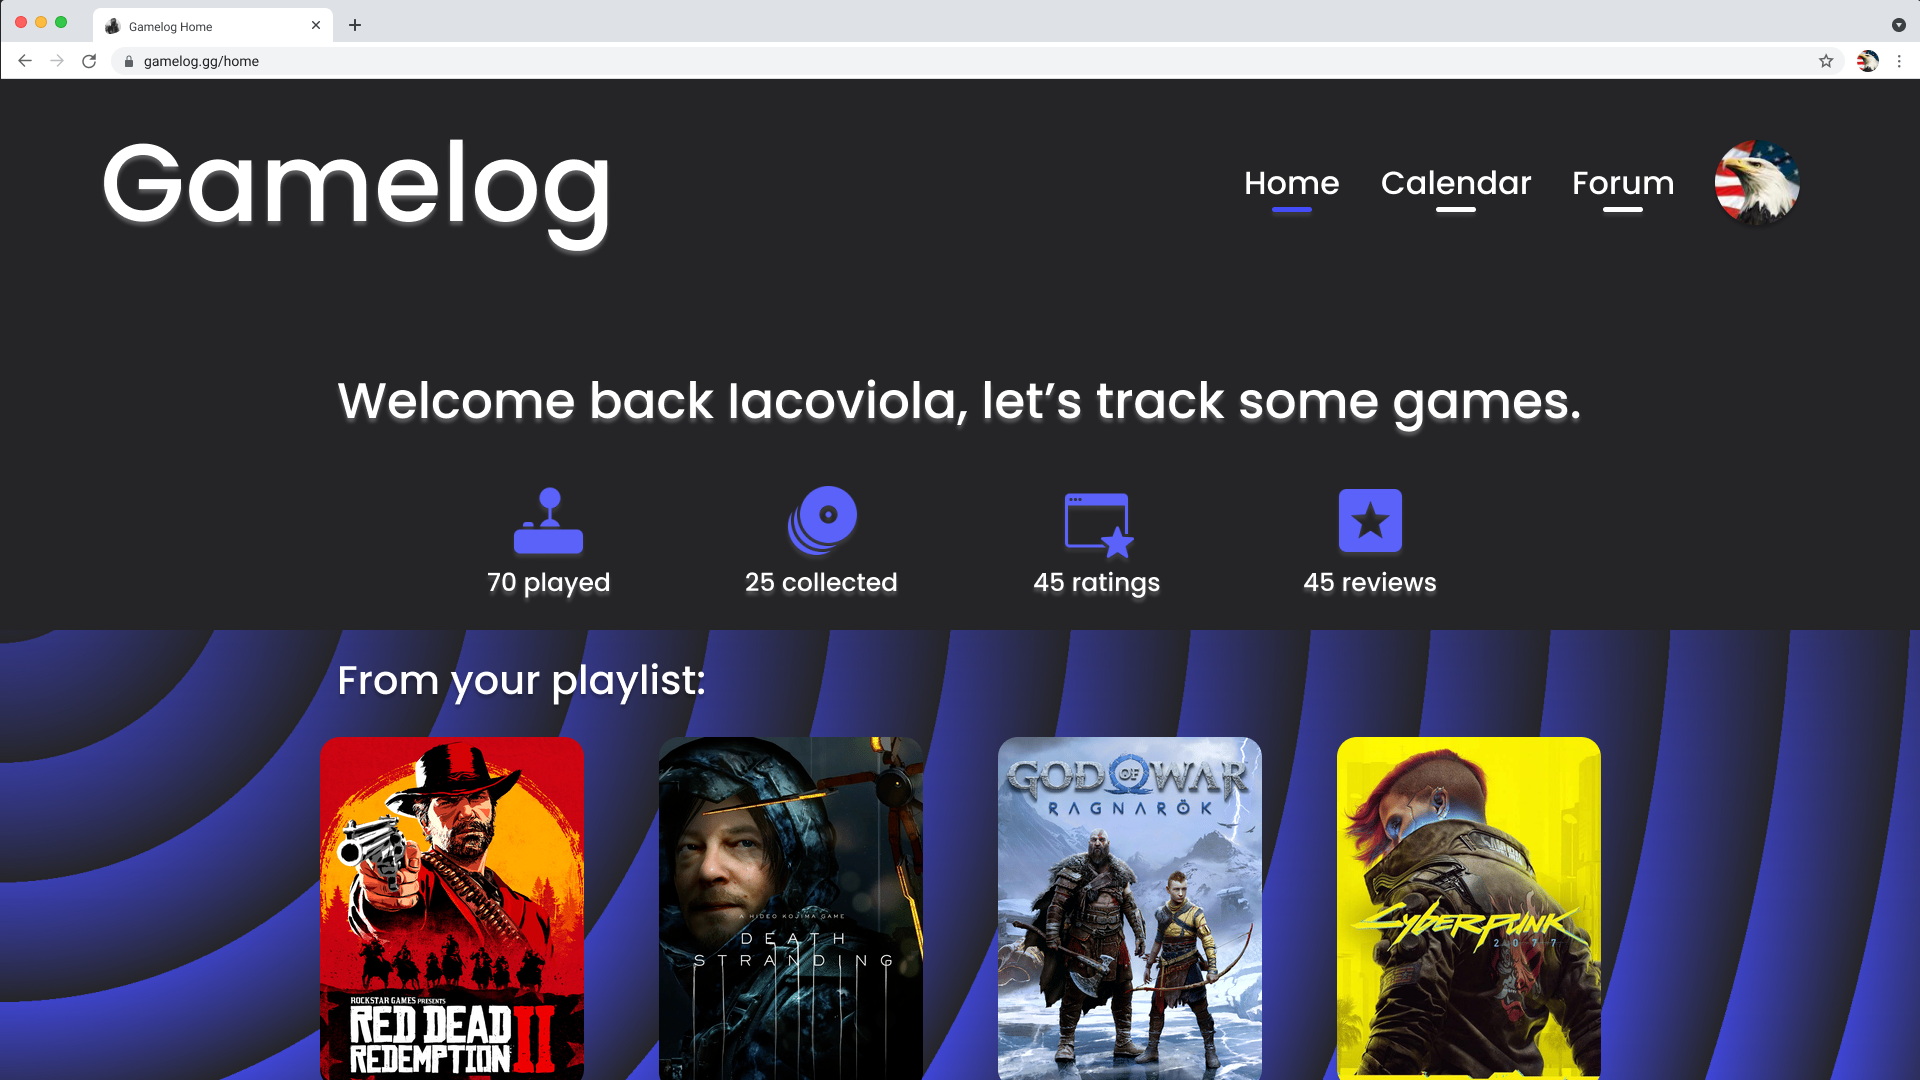 Gamelog Home
gamelog.gg/home
Gamelog
Home
Calendar
Forum
Welcome back Iacoviola, let’s track some games.
70 played
25 collected
45 ratings
45 reviews
From your playlist:
ROCKSTAR GAMES PRESENTS
RED DEAD
REDEMPTION II
A HIDEO KOJIMA GAME
DEATH
STRANDING
GOD OF WAR
RAGNARÖK
SAMURAI
Cyberpunk
2077